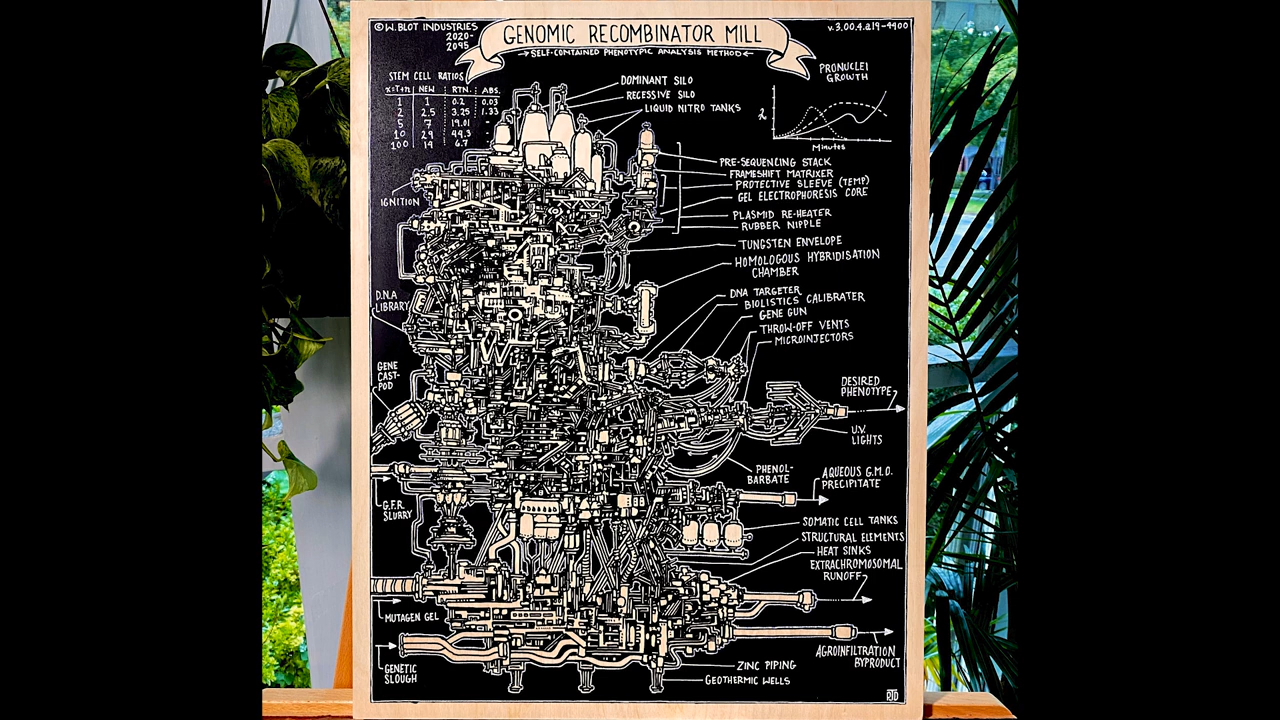 © W. BLOT INDUSTRIES
2020-
2095
GENOMIC RECOMBINATOR MILL
→SELF-CONTAINED PHENOTYPIC ANALYSIS METHOD←
v.3.00.4.a19-4400
STEM CELL RATIOS
x=T+n NEW RTN. ABS.
1 1 0.2 0.03
2 2.5 3.25 1.33
5 7 19.01 -
10 29 44.3 -
100 14 6.7
PRONUCLEI
GROWTH
Minutes
DOMINANT SILO
RECESSIVE SILO
LIQUID NITRO TANKS
PRE-SEQUENCING STACK
FRAMESHIFT MATRIXER
PROTECTIVE SLEEVE (TEMP)
GEL ELECTROPHORESIS CORE
PLASMID RE-HEATER
RUBBER NIPPLE
TUNGSTEN ENVELOPE
HOMOLOGOUS HYBRIDISATION
CHAMBER
DNA TARGETER
BIOLISTICS CALIBRATER
GENE GUN
THROW-OFF VENTS
MICROINJECTORS
DESIRED
PHENOTYPE
U.V.
LIGHTS
PHENOL-
BARBATE
AQUEOUS G.M.O.
PRECIPITATE
SOMATIC CELL TANKS
STRUCTURAL ELEMENTS
HEAT SINKS
EXTRACHROMOSOMAL
RUNOFF
AGROINFILTRATION
BYPRODUCT
ZINC PIPING
GEOTHERMIC WELLS
IGNITION
D.N.A
LIBRARY
GENE
CAST-
POD
G.F.R.
SLURRY
MUTAGEN GEL
GENETIC
SLOUGH
W